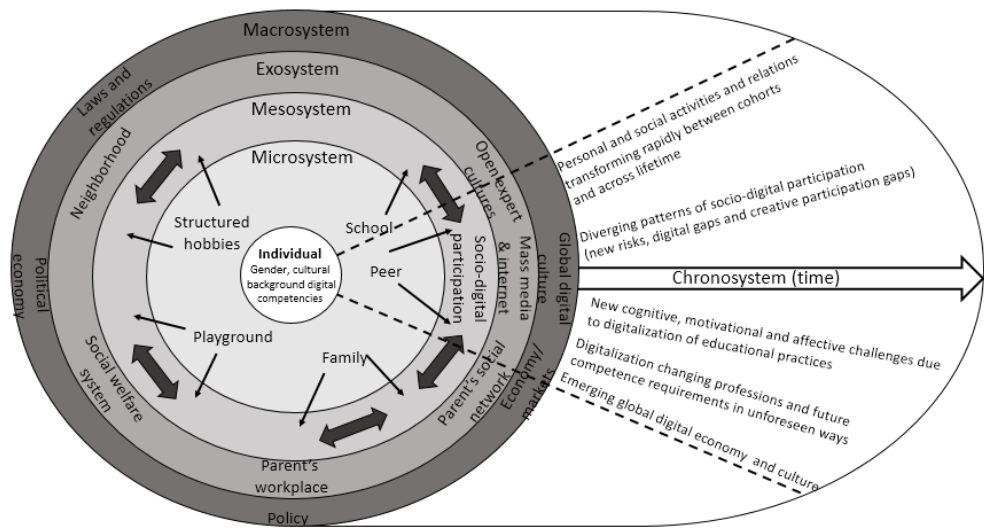 Macrosystem
Exosystem
Mesosystem
Microsystem
Laws and
regulations
Neighborhood
Structured
hobbies
School
Peer
Individual
Gender, cultural
background digital
competencies
Playground
Family
Political
economy
Social welfare
system
Parent's
workplace
Policy
Open/expert
cultures
Socio-digital
participation
Mass media
& internet
Global digital
culture
Parent's social
network
Economy/
markets
Personal and social activities and relations
transforming rapidly between cohorts
and across lifetime
Diverging patterns of socio-digital participation
(new risks, digital gaps and creative participation gaps)
Chronosystem (time)
New cognitive, motivational and affective challenges due
to digitalization of educational practices
Digitalization changing professions and future
competence requirements in unforeseen ways
Emerging global digital economy and culture